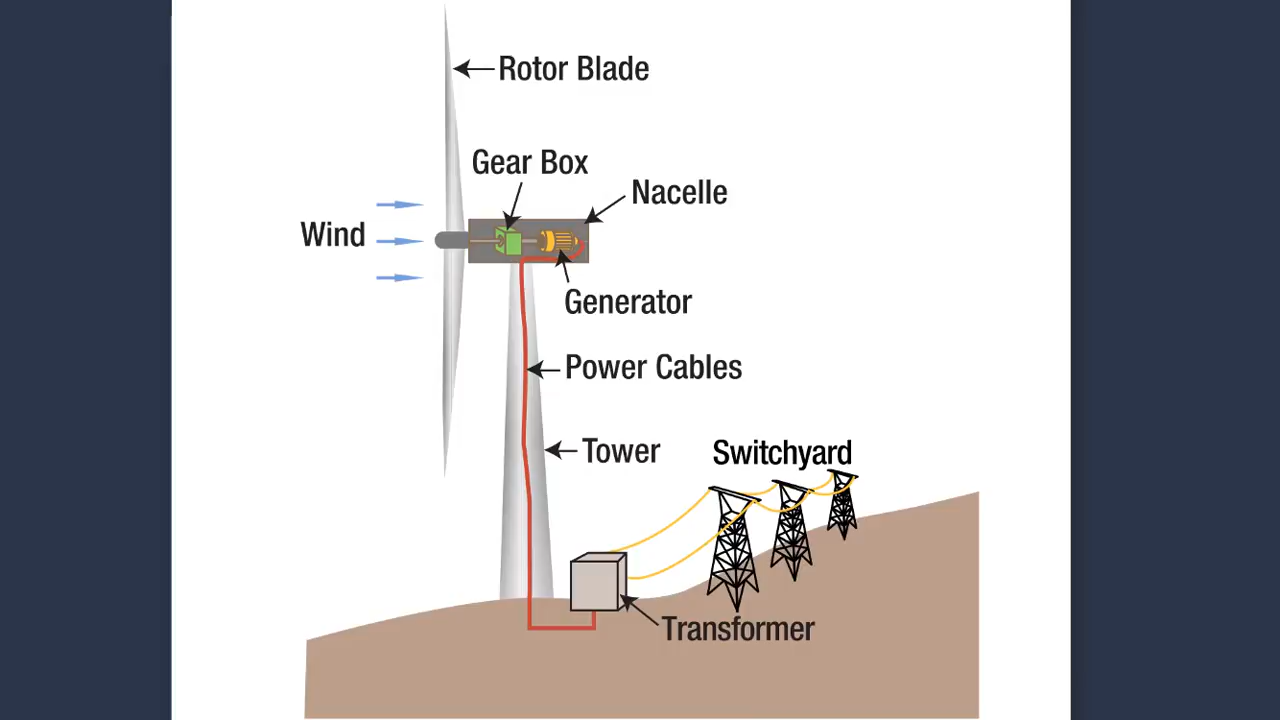 Rotor Blade
Gear Box
Nacelle
Wind
Generator
Power Cables
Tower
Switchyard
Transformer